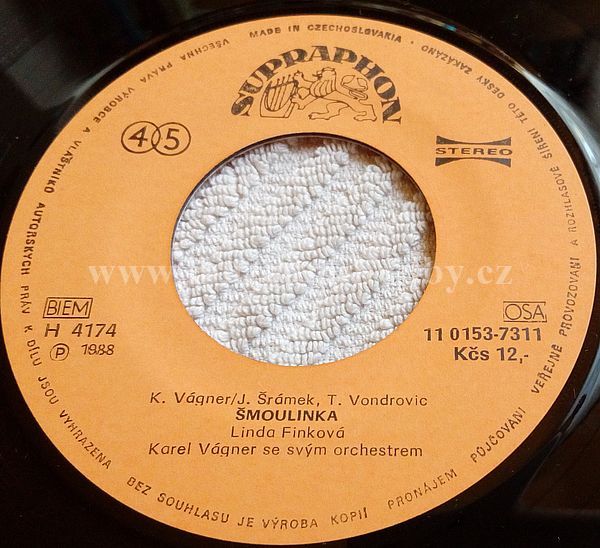 VŠECHNA PRÁVA VÝROBCE A VLASTNÍKŮ AUTORSKÝCH PRÁV K DÍLU JSOU VYHRAZENA
BEZ SOUHLASU JE VÝROBA KOPIÍ PRONÁJEM PŮJČOVÁNÍ VEŘEJNÉ PROVOZOVÁNÍ A ROZHLASOVÉ ŠÍŘENÍ TÉTO DESKY ZAKÁZÁNO
MADE IN CZECHOSLOVAKIA
SUPRAPHON
45
STEREO
BIEM
OSA
H 4174
11 0153-7311
Ⓟ 1988
Kčs 12,-
K. Vágner/J. Šrámek, T. Vondrovic
ŠMOULINKA
Linda Finková
Karel Vágner se svým orchestrem